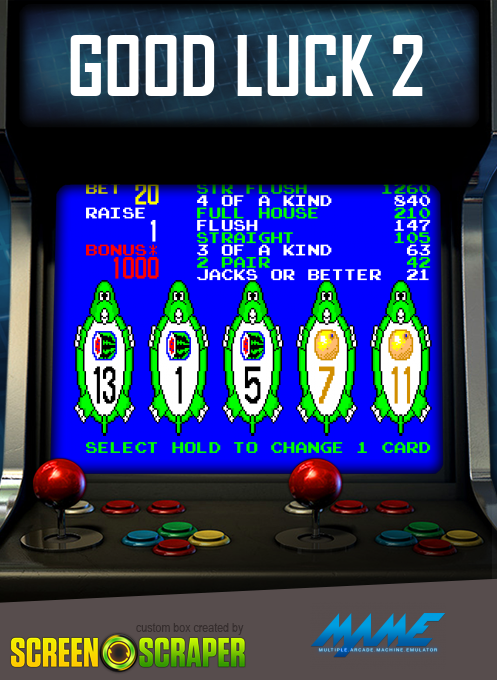 GOOD LUCK 2
BET 20
STR FLUSH 1260
4 OF A KIND 840
RAISE
FULL HOUSE 210
1
FLUSH 147
STRAIGHT 105
BONUS*
3 OF A KIND 63
1000
2 PAIR 42
JACKS OR BETTER 21
13 1 5 7 11
SELECT HOLD TO CHANGE 1 CARD
custom box created by
SCREEN SCRAPER
MAME
MULTIPLE ARCADE MACHINE EMULATOR